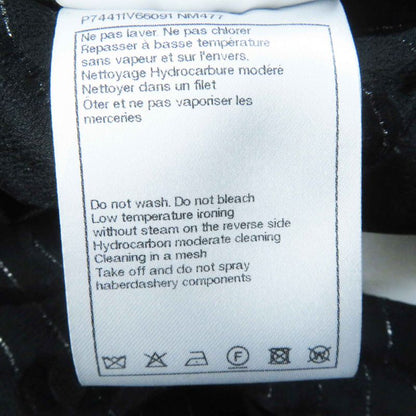 P74411V66091 NM477
Ne pas laver. Ne pas chlorer
Repasser à basse température
sans vapeur et sur l'envers.
Nettoyage Hydrocarbure modéré
Nettoyer dans un filet
Ôter et ne pas vaporiser les
merceries
Do not wash. Do not bleach
Low temperature ironing
without steam on the reverse side
Hydrocarbon moderate cleaning
Cleaning in a mesh
Take off and do not spray
haberdashery components
F
W